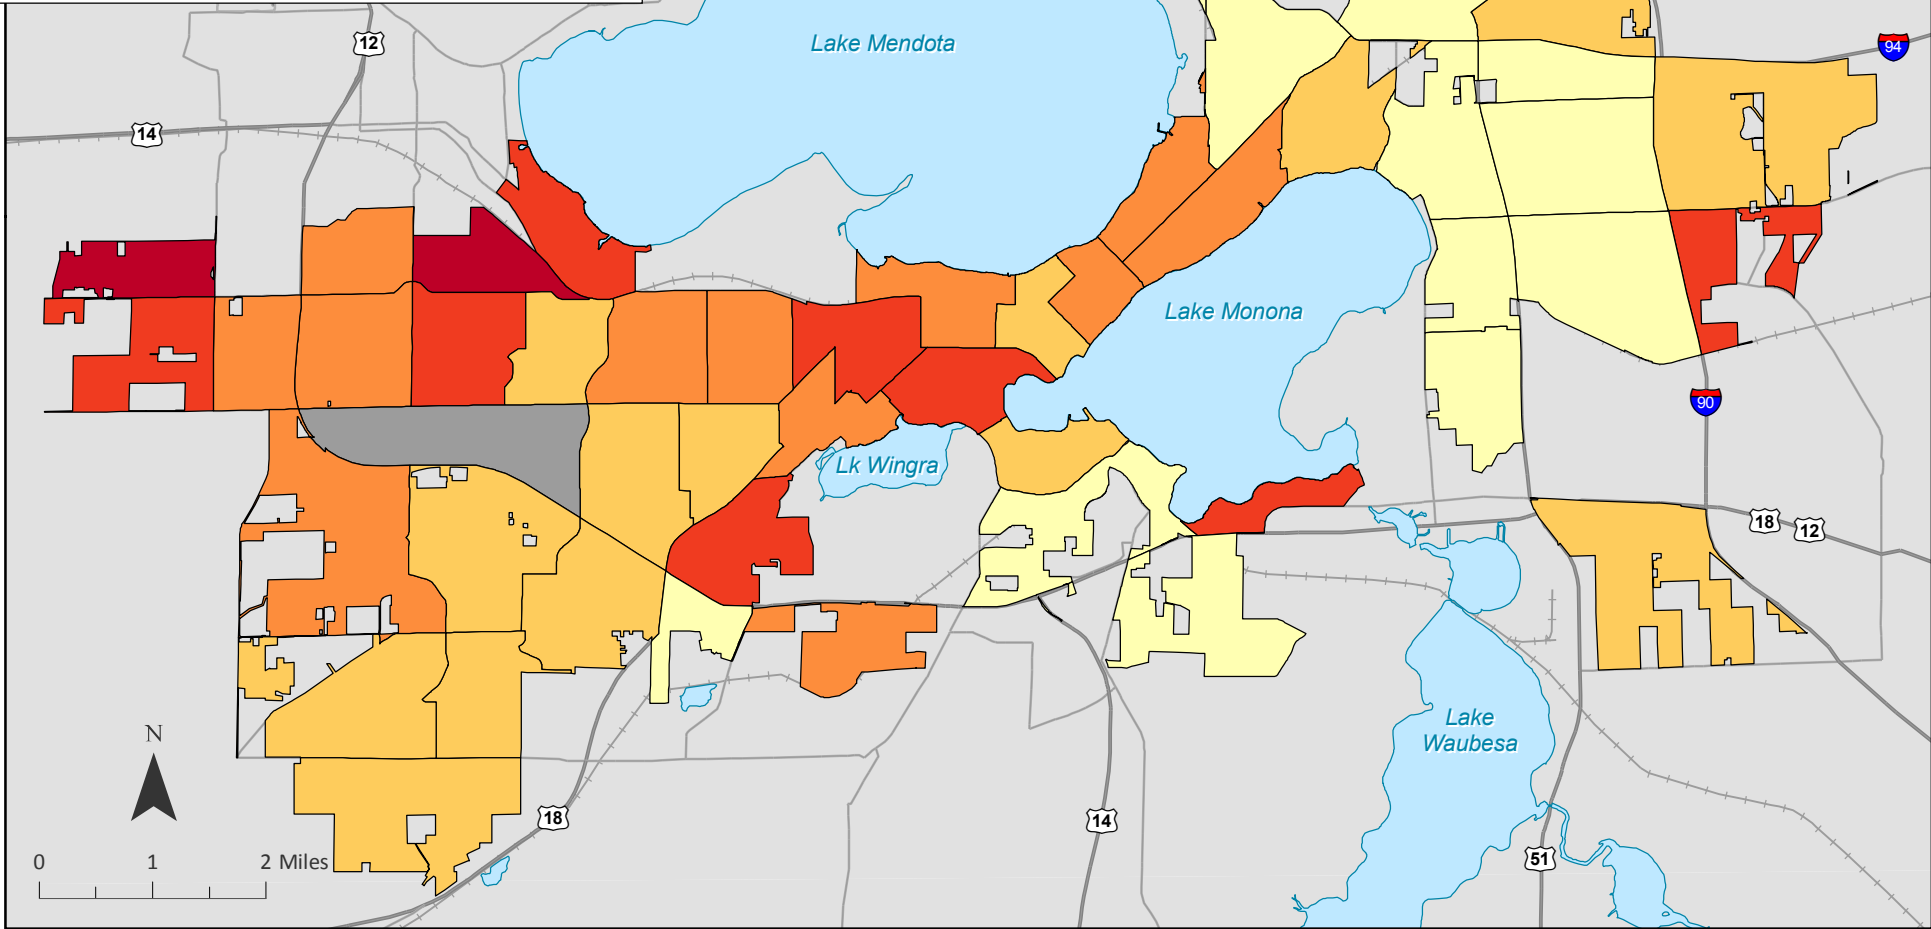 Lake Mendota
12
94
14
Lake Monona
90
Lk Wingra
18
12
Lake
Waubesa
N
18
14
0 1 2 Miles
51